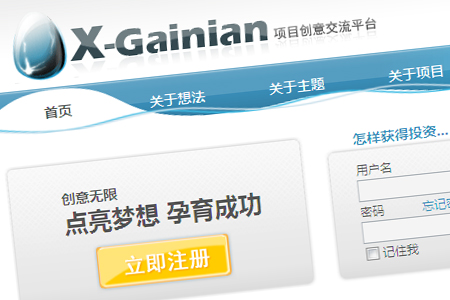 X-Gainian 项目创意交流平台
首页 关于想法 关于主题 关于项目
怎样获得投资...
创意无限
点亮梦想 孕育成功
立即注册
用户名
密码 忘记密
记住我